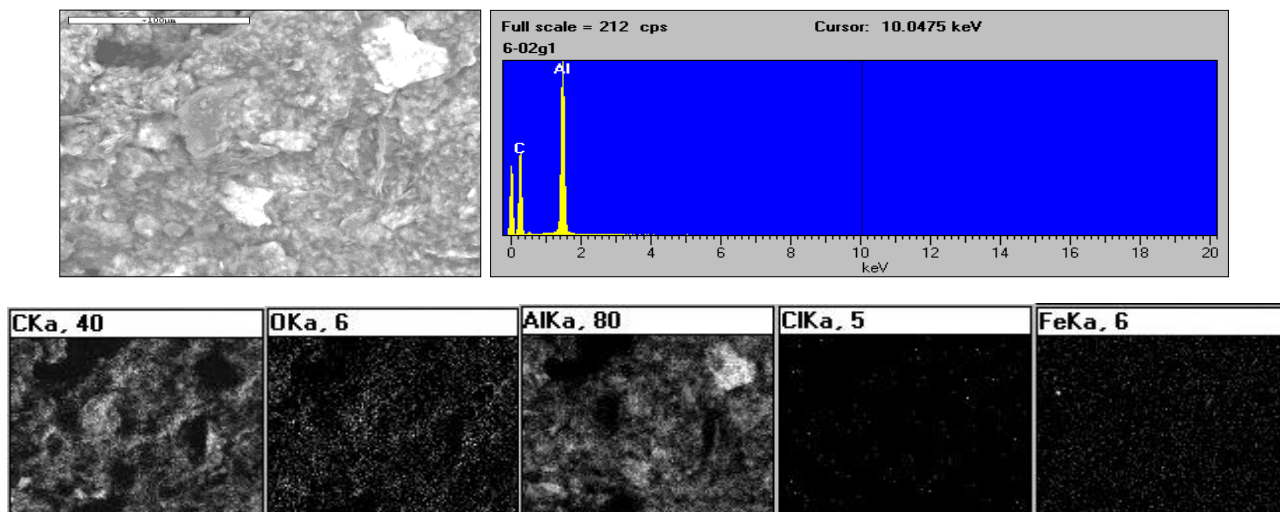 ~100µm
Full scale = 212 cps Cursor: 10.0475 keV
6-02g1
Al
C
0 2 4 6 8 10 12 14 16 18 20
keV
CKa, 40 OKa, 6 AlKa, 80 ClKa, 5 FeKa, 6